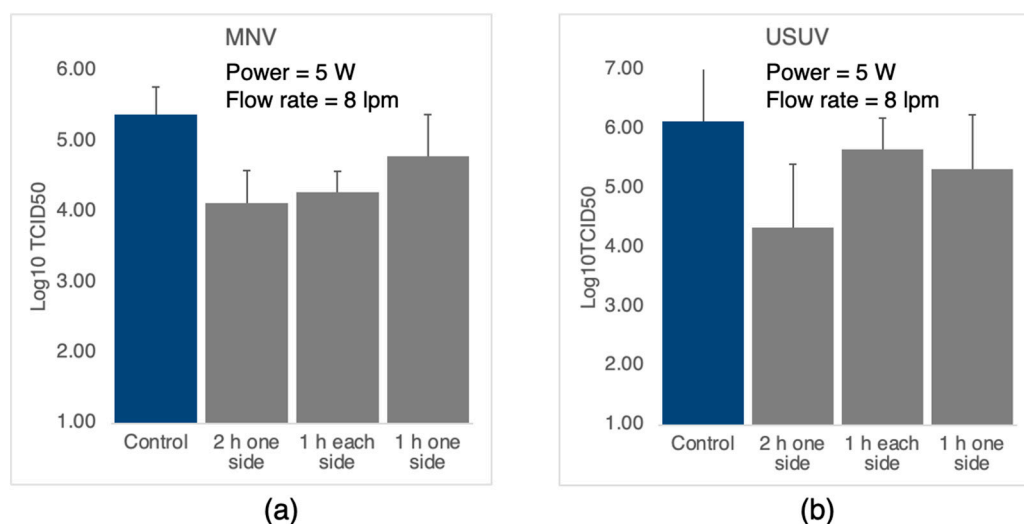 MNV
Power = 5 W
Flow rate = 8 lpm
6.00
5.00
4.00
3.00
2.00
1.00
Log10 TCID50
Control
2 h one
side
1 h each
side
1 h one
side
(a)
USUV
Power = 5 W
Flow rate = 8 lpm
7.00
6.00
5.00
4.00
3.00
2.00
1.00
Log10TCID50
Control
2 h one
side
1 h each
side
1 h one
side
(b)